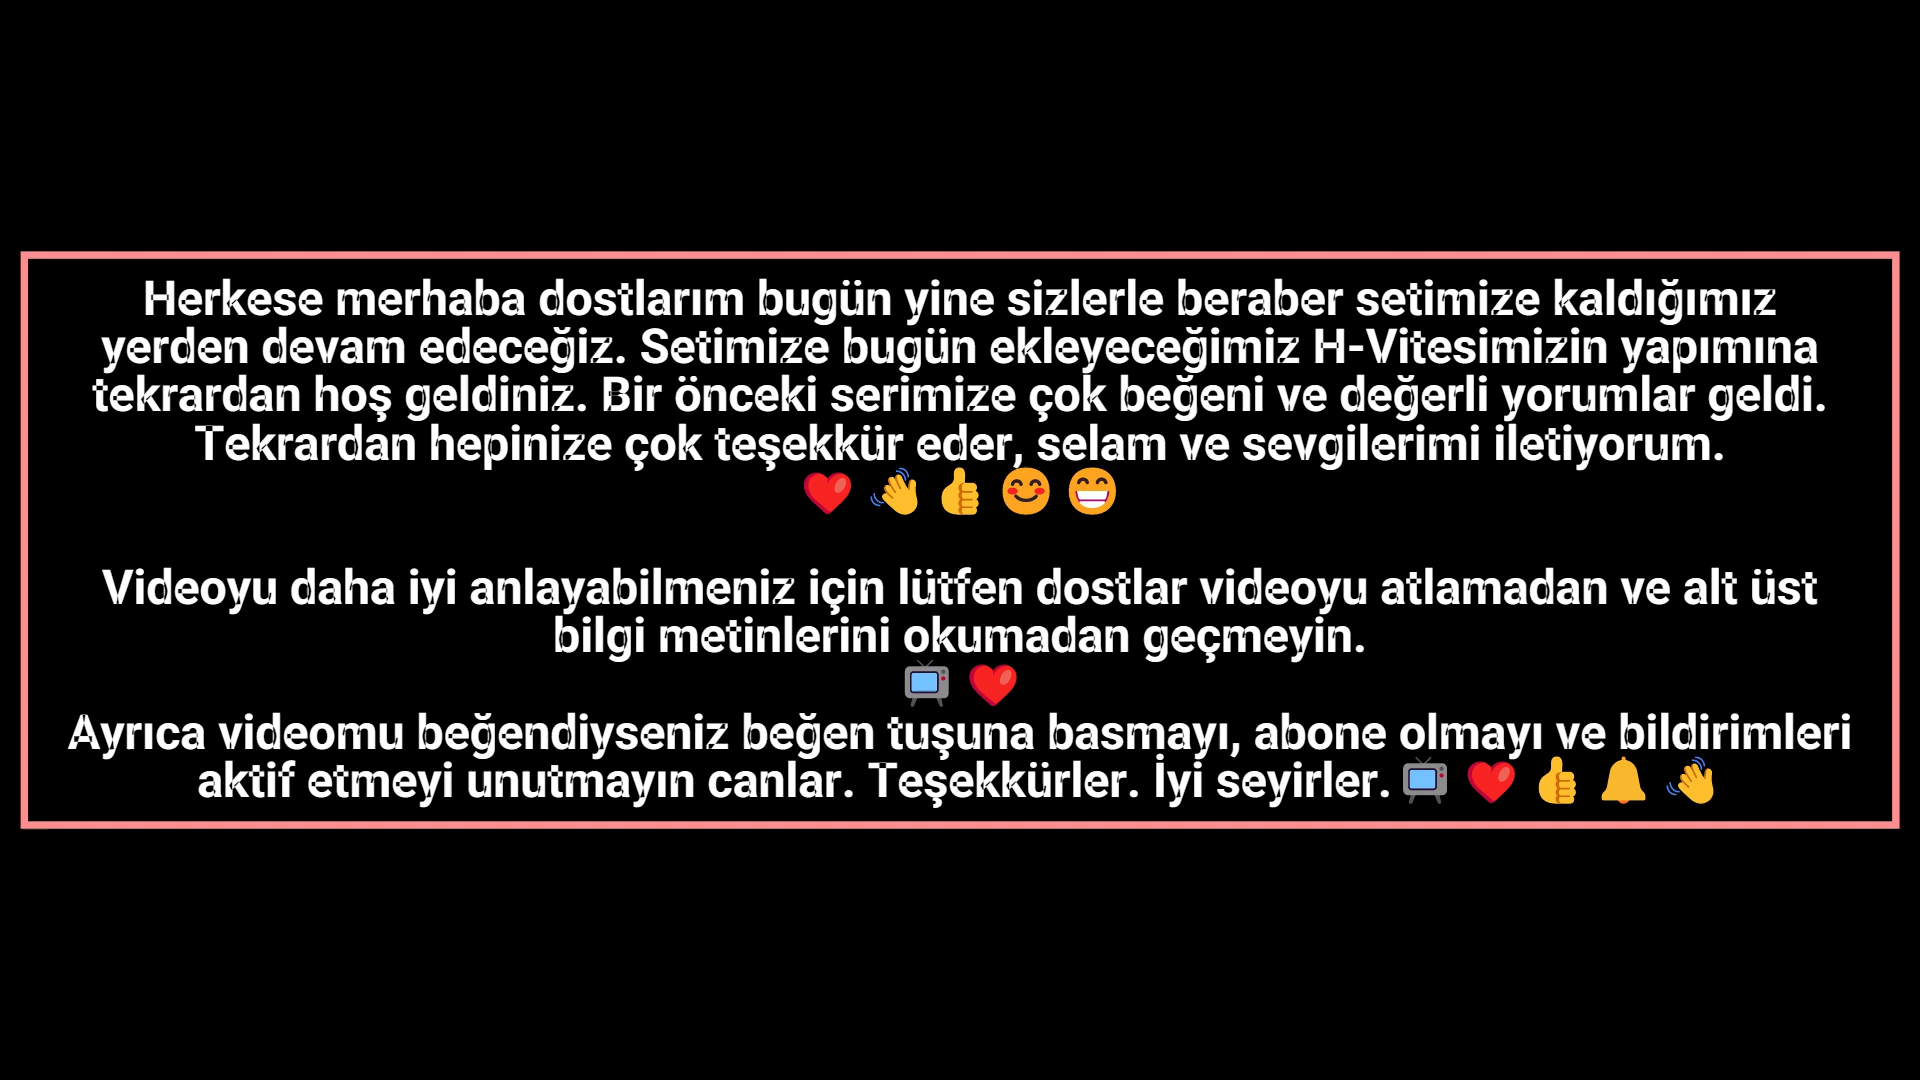 Herkese merhaba dostlarım bugün yine sizlerle beraber setimize kaldığımız
yerden devam edeceğiz. Setimize bugün ekleyeceğimiz H-Vitesimizin yapımına
tekrardan hoş geldiniz. Bir önceki serimize çok beğeni ve değerli yorumlar geldi.
Tekrardan hepinize çok teşekkür eder, selam ve sevgilerimi iletiyorum.
❤️ 👋 👍 😊 😁
Videoyu daha iyi anlayabilmeniz için lütfen dostlar videoyu atlamadan ve alt üst
bilgi metinlerini okumadan geçmeyin.
📺 ❤️
Ayrıca videomu beğendiyseniz beğen tuşuna basmayı, abone olmayı ve bildirimleri
aktif etmeyi unutmayın canlar. Teşekkürler. İyi seyirler. 📺 ❤️ 👍 🔔 👋